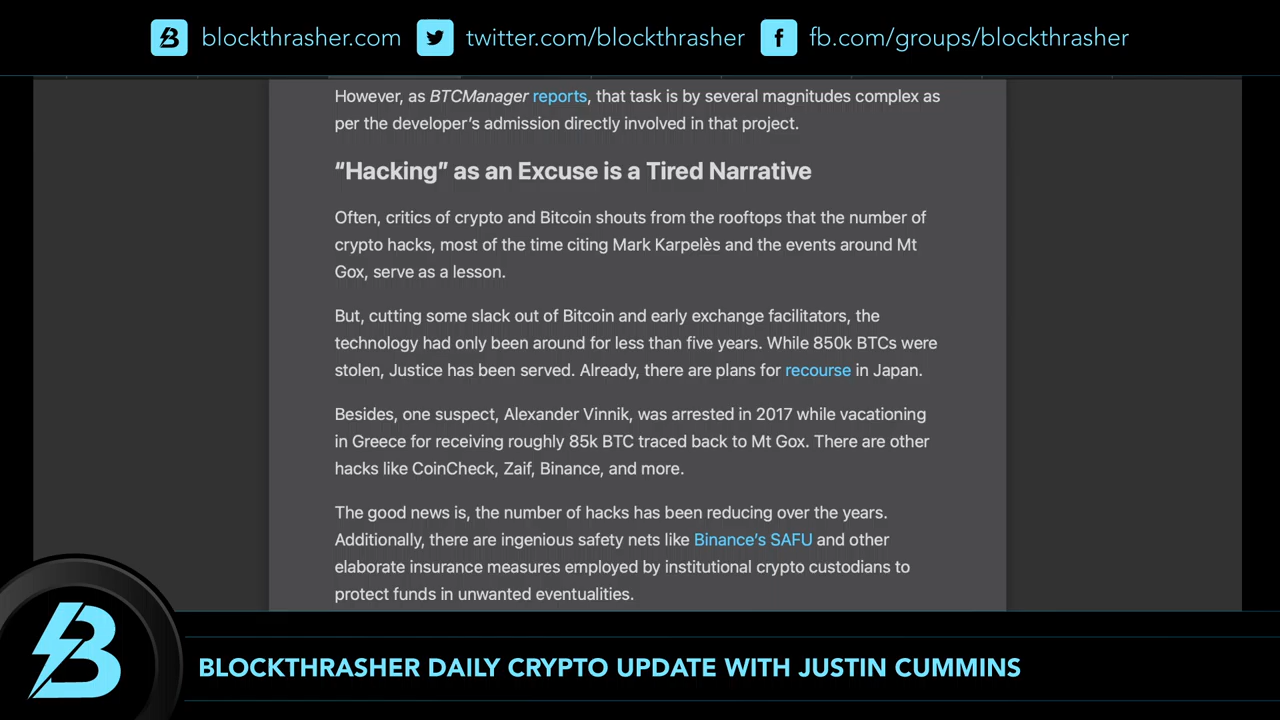 blockthrasher.com twitter.com/blockthrasher fb.com/groups/blockthrasher
However, as BTCManager reports, that task is by several magnitudes complex as
per the developer’s admission directly involved in that project.
“Hacking” as an Excuse is a Tired Narrative
Often, critics of crypto and Bitcoin shouts from the rooftops that the number of
crypto hacks, most of the time citing Mark Karpelès and the events around Mt
Gox, serve as a lesson.
But, cutting some slack out of Bitcoin and early exchange facilitators, the
technology had only been around for less than five years. While 850k BTCs were
stolen, Justice has been served. Already, there are plans for recourse in Japan.
Besides, one suspect, Alexander Vinnik, was arrested in 2017 while vacationing
in Greece for receiving roughly 85k BTC traced back to Mt Gox. There are other
hacks like CoinCheck, Zaif, Binance, and more.
The good news is, the number of hacks has been reducing over the years.
Additionally, there are ingenious safety nets like Binance’s SAFU and other
elaborate insurance measures employed by institutional crypto custodians to
protect funds in unwanted eventualities.
BLOCKTHRASHER DAILY CRYPTO UPDATE WITH JUSTIN CUMMINS